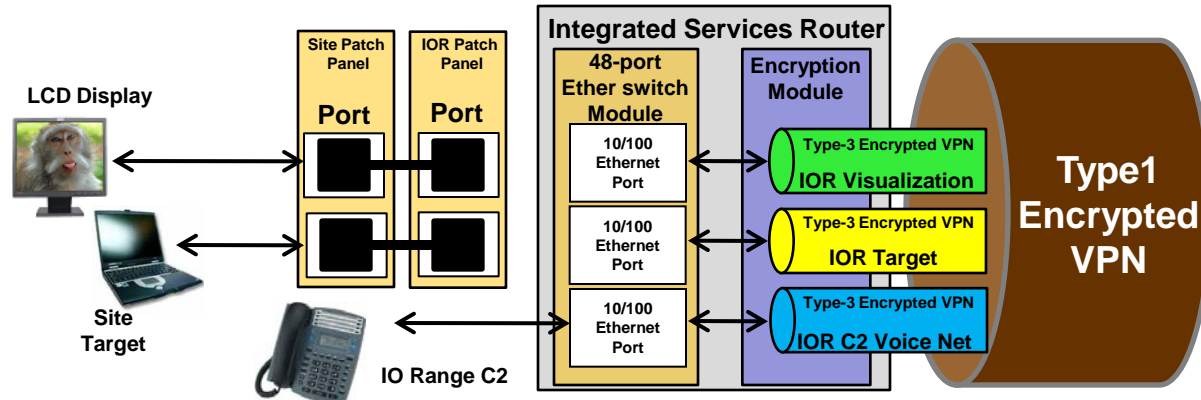 Integrated Services Router
Site Patch
Panel
Port
IOR Patch
Panel
Port
48-port
Ether switch
Module
Encryption
Module
LCD Display
10/100
Ethernet
Port
Type-3 Encrypted VPN
IOR Visualization
10/100
Ethernet
Port
Type-3 Encrypted VPN
IOR Target
10/100
Ethernet
Port
Type-3 Encrypted VPN
IOR C2 Voice Net
Type1
Encrypted
VPN
Site
Target
IO Range C2